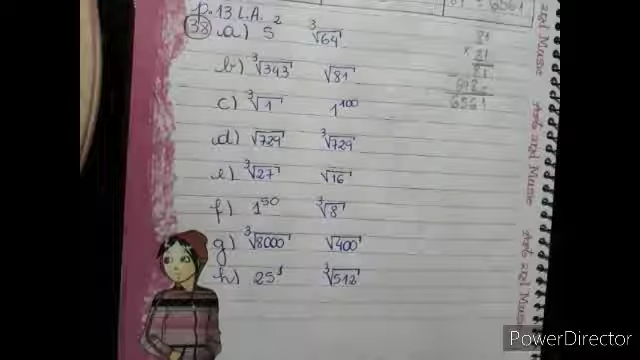 p.13 L.A.
38 a) 5² ∛64
b) ∛343 √81
c) ∛1 1¹⁰⁰
d) √729 ∛729
e) ∛27 √16
f) 1⁵⁰ ∛8
g) ∛8000 √400
h) 25¹ ∛512
81
× 81
81
6561
PowerDirector